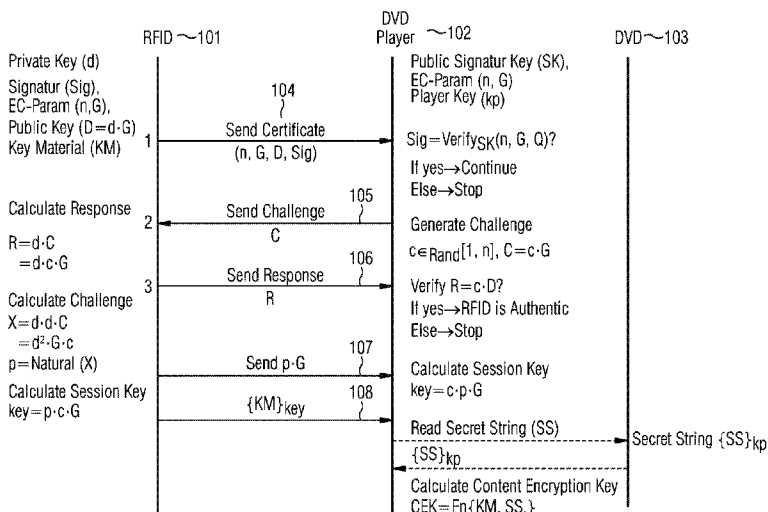 RFID ~101
DVD
Player ~102
DVD~103
Private Key (d)
Signatur (Sig),
EC-Param (n,G),
Public Key (D=d·G)
Key Material (KM)
Public Signatur Key (SK),
EC-Param (n, G)
Player Key (kp)
104
1
Send Certificate
(n, G, D, Sig)
Sig=VerifySK(n, G, Q)?
If yes→Continue
Else→Stop
105
Calculate Response
2
Send Challenge
C
Generate Challenge
c∈Rand[1, n], C=c·G
R=d·C
=d·c·G
106
3
Send Response
R
Verify R=c·D?
If yes→RFID is Authentic
Else→Stop
Calculate Challenge
X=d·d·C
=d²·G·c
p=Natural (X)
107
Send p·G
Calculate Session Key
key=c·p·G
Calculate Session Key
key=p·c·G
108
{KM}key
Read Secret String (SS)
Secret String {SS}kp
{SS}kp
Calculate Content Encryption Key
CEK=Fn{KM, SS,}